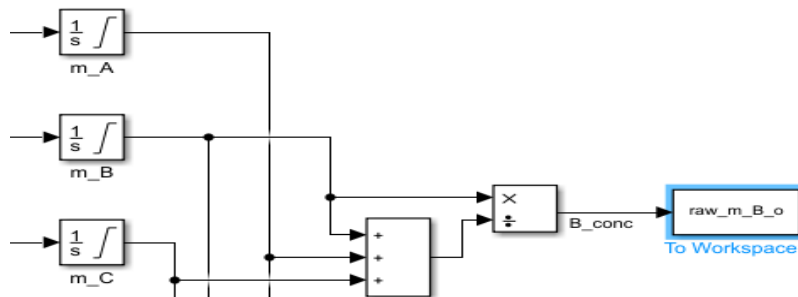 1
s
m_A
1
s
m_B
1
s
m_C
+
+
+
×
÷
B_conc
raw_m_B_o
To Workspace